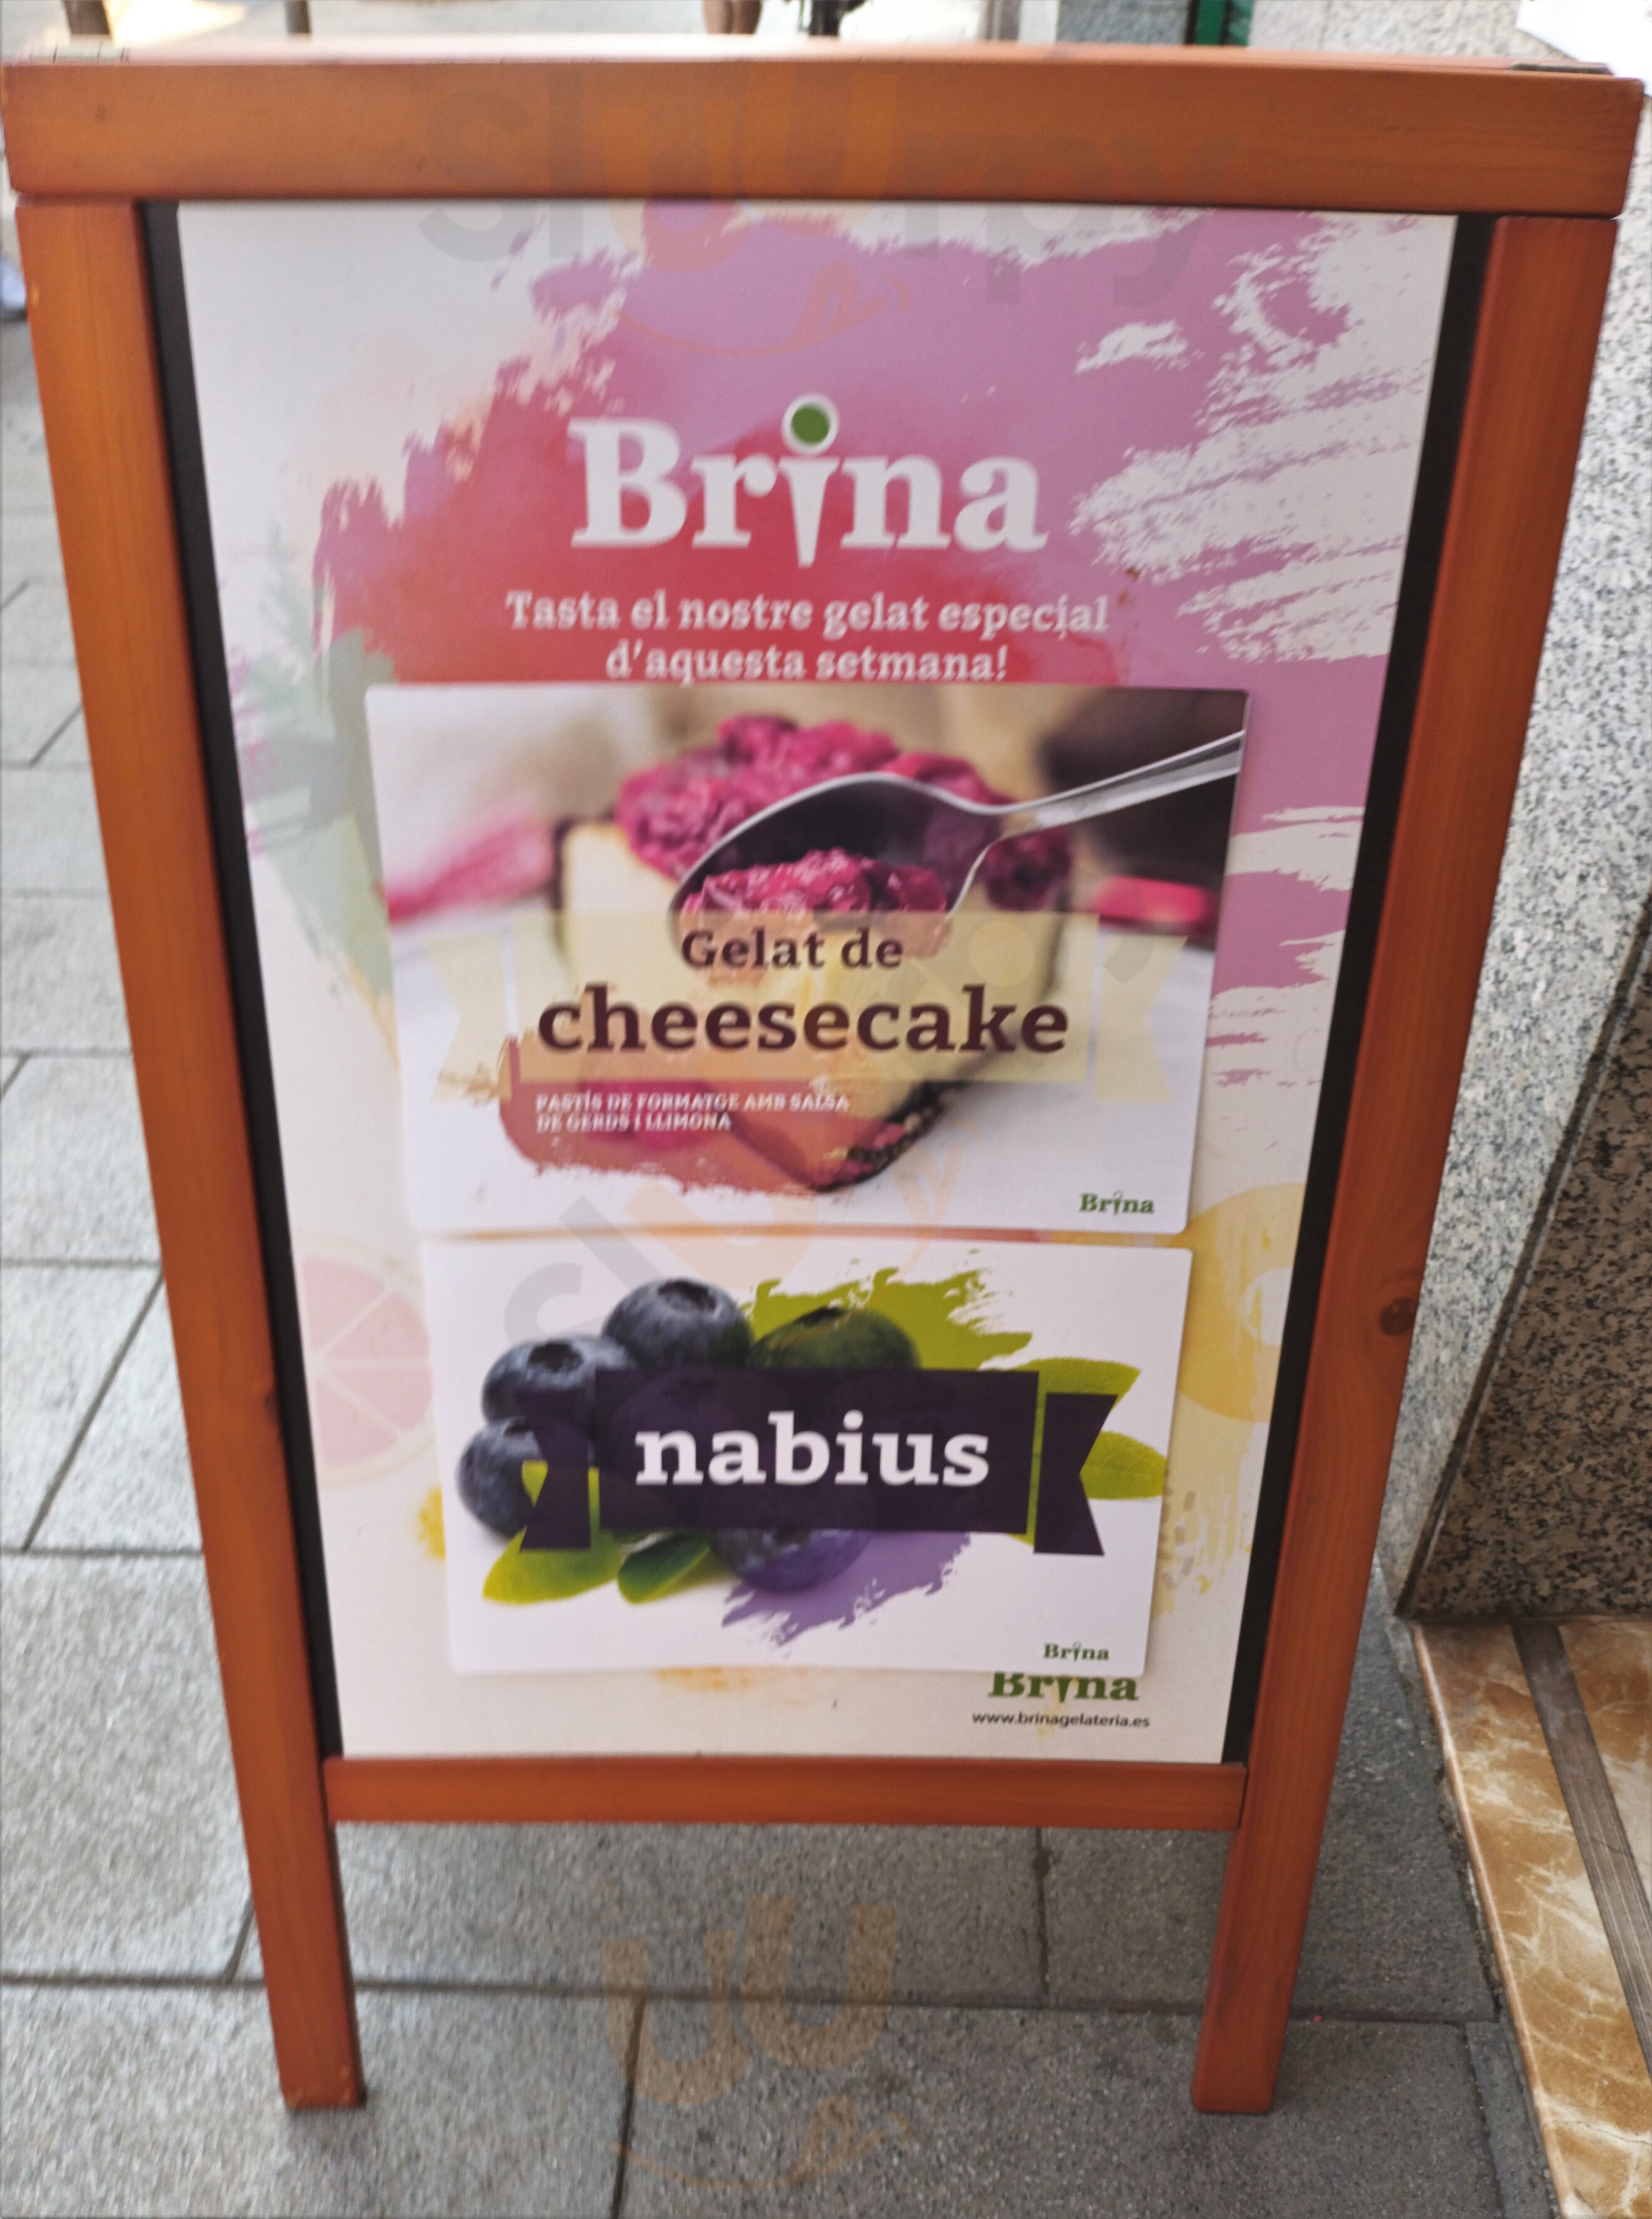 Brina
Tasta el nostre gelat especial
d'aquesta setmana!
Gelat de
cheesecake
PASTÍS DE FORMATGE AMB SALSA
DE GERDS I LLIMONA
Brina
nabius
Brina
Brina
www.brinagelateria.es
sluurpy